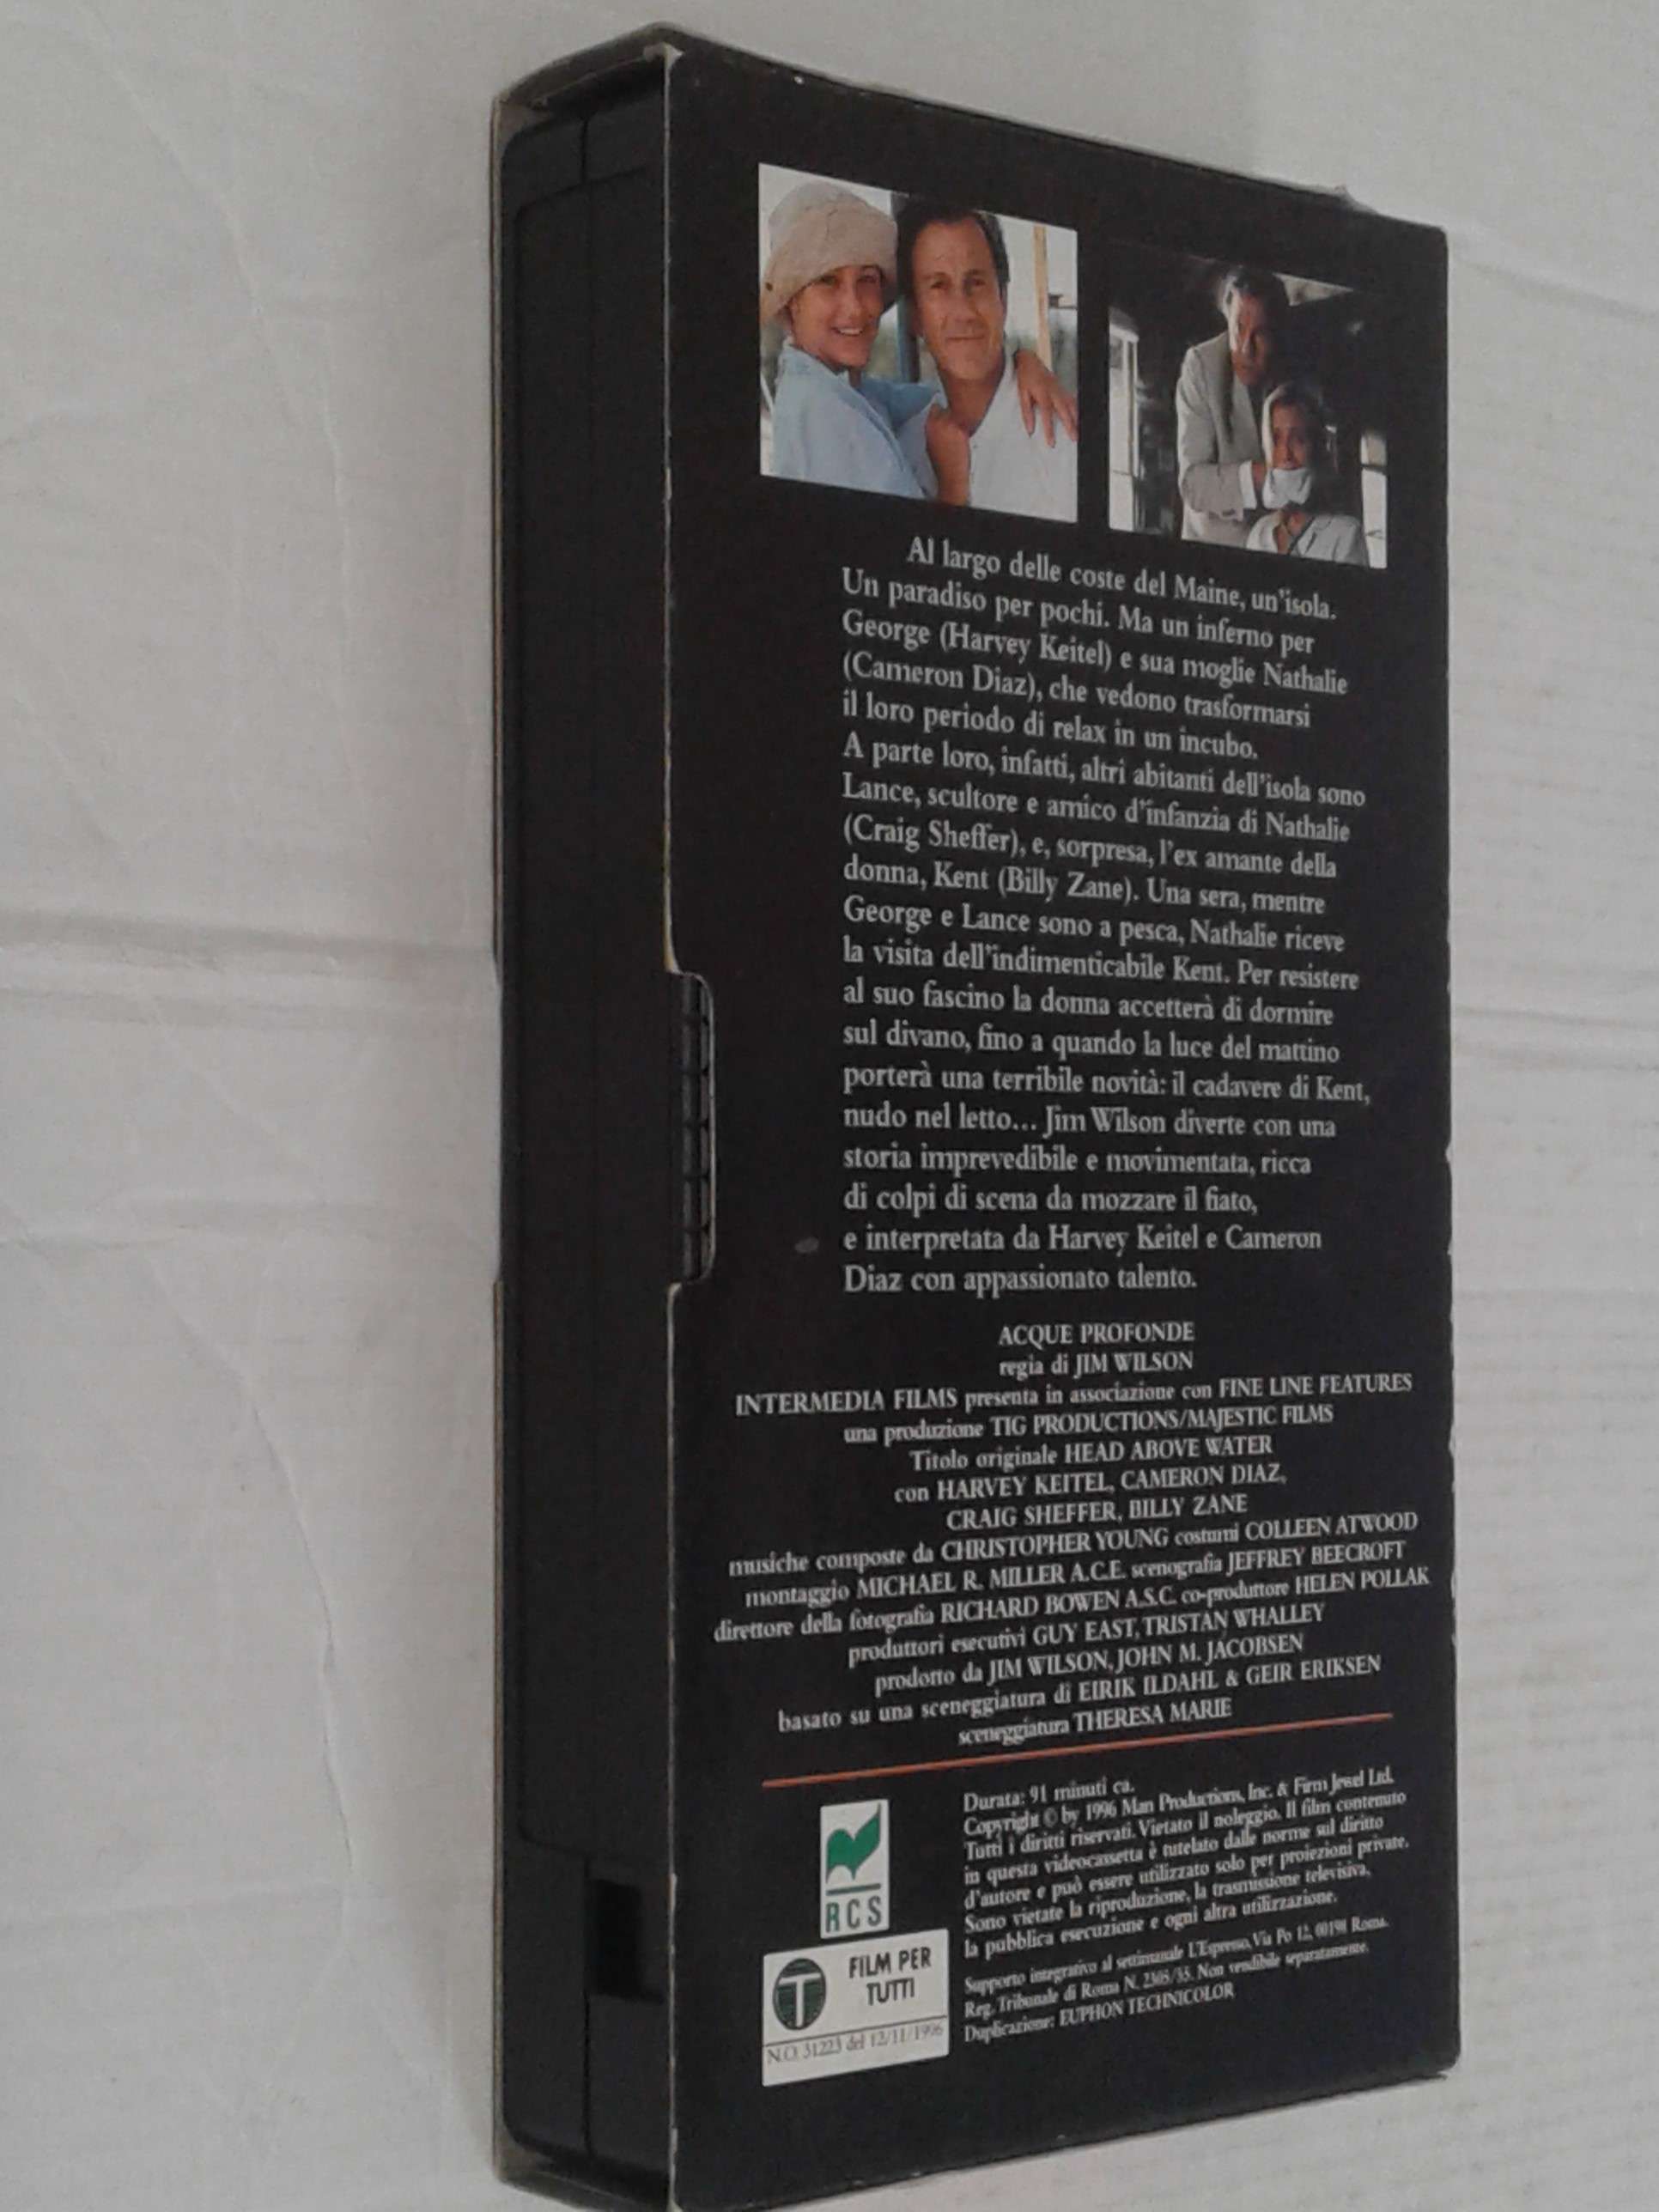 Al largo delle coste del Maine, un'isola.
Un paradiso per pochi. Ma un inferno per
George (Harvey Keitel) e sua moglie Nathalie
(Cameron Diaz), che vedono trasformarsi
il loro periodo di relax in un incubo.
A parte loro, infatti, altri abitanti dell'isola sono
Lance, scultore e amico d'infanzia di Nathalie
(Craig Sheffer), e, sorpresa, l'ex amante della
donna, Kent (Billy Zane). Una sera, mentre
George e Lance sono a pesca, Nathalie riceve
la visita dell'indimenticabile Kent. Per resistere
al suo fascino la donna accetterà di dormire
sul divano, fino a quando la luce del mattino
porterà una terribile novità: il cadavere di Kent,
nudo nel letto... Jim Wilson diverte con una
storia imprevedibile e movimentata, ricca
di colpi di scena da mozzare il fiato,
e interpretata da Harvey Keitel e Cameron
Diaz con appassionato talento.
ACQUE PROFONDE
regia di JIM WILSON
INTERMEDIA FILMS presenta in associazione con FINE LINE FEATURES
una produzione TIG PRODUCTIONS/MAJESTIC FILMS
Titolo originale HEAD ABOVE WATER
con HARVEY KEITEL, CAMERON DIAZ,
CRAIG SHEFFER, BILLY ZANE
musiche composte da CHRISTOPHER YOUNG costumi COLLEEN ATWOOD
montaggio MICHAEL R. MILLER A.C.E. scenografia JEFFREY BEECROFT
direttore della fotografia RICHARD BOWEN A.S.C. co-produttore HELEN POLLAK
produttori esecutivi GUY EAST, TRISTAN WHALLEY
prodotto da JIM WILSON, JOHN M. JACOBSEN
basato su una sceneggiatura di EIRIK ILDAHL & GEIR ERIKSEN
sceneggiatura THERESA MARIE
Durata: 91 minuti ca.
Copyright © by 1996 Man Productions, Inc. & Firm Jewel Ltd.
Tutti i diritti riservati. Vietato il noleggio. Il film contenuto
in questa videocassetta è tutelato dalle norme sul diritto
d'autore e può essere utilizzato solo per proiezioni private.
Sono vietate la riproduzione, la trasmissione televisiva,
la pubblica esecuzione e ogni altra utilizzazione.
Supporto integrativo al settimanale L'Espresso, Via Po 12, 00198 Roma.
Reg. Tribunale di Roma N. 2305/55. Non vendibile separatamente.
Duplicazione: EUPHON TECHNICOLOR
RCS
T
FILM PER
TUTTI
N.O. 31223 del 12/11/1996